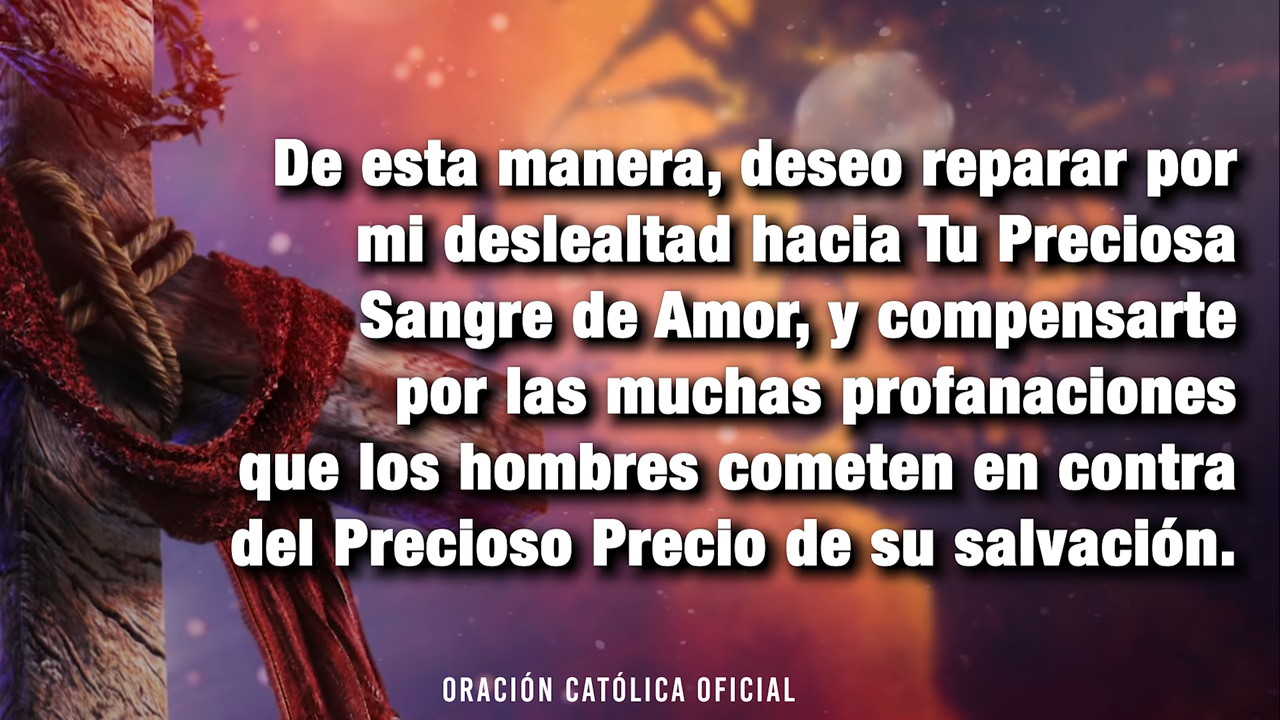 De esta manera, deseo reparar por
mi deslealtad hacia Tu Preciosa
Sangre de Amor, y compensarte
por las muchas profanaciones
que los hombres cometen en contra
del Precioso Precio de su salvación.
ORACIÓN CATÓLICA OFICIAL